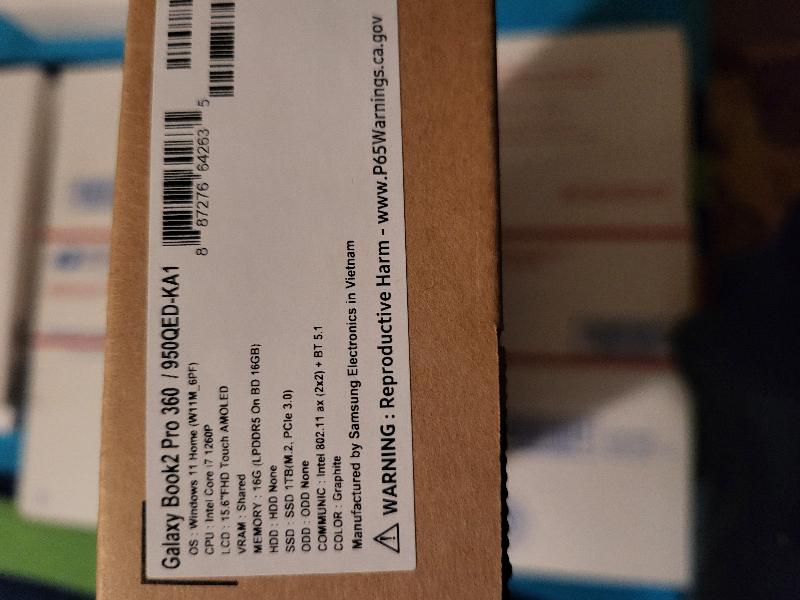 Galaxy Book2 Pro 360 / 950QED-KA1
OS : Windows 11 Home (W11M_6PF)
CPU : Intel Core i7 1260P
LCD : 15.6"FHD Touch AMOLED
VRAM : Shared
MEMORY : 16G (LPDDR5 On BD 16GB)
HDD : HDD None
SSD : SSD 1TB(M.2, PCIe 3.0)
ODD : ODD None
COMMUNIC : Intel 802.11 ax (2x2) + BT 5.1
COLOR : Graphite
Manufactured by Samsung Electronics in Vietnam
8 87276 64263 5
⚠ WARNING : Reproductive Harm - www.P65Warnings.ca.gov